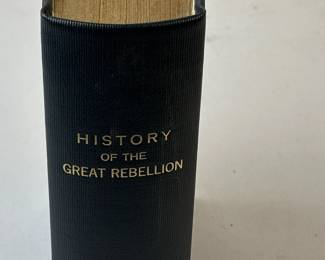 HISTORY
OF THE
GREAT REBELLION